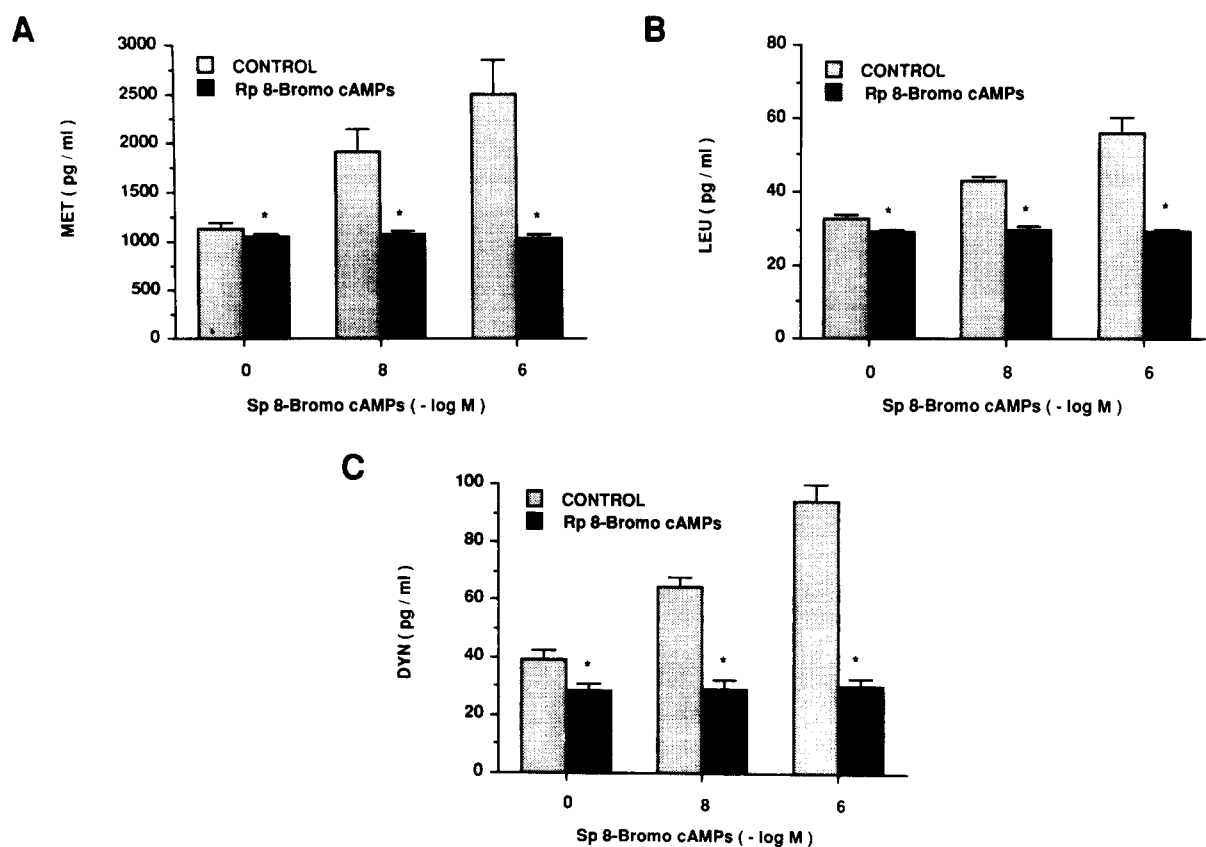 A
MET ( pg / ml )
3000
2500
2000
1500
1000
500
0
CONTROL
Rp 8-Bromo cAMPs
*
*
*
0
8
6
Sp 8-Bromo cAMPs ( - log M )
B
LEU ( pg / ml )
80
60
40
20
0
CONTROL
Rp 8-Bromo cAMPs
*
*
*
0
8
6
Sp 8-Bromo cAMPs ( - log M )
C
DYN ( pg / ml )
100
80
60
40
20
0
CONTROL
Rp 8-Bromo cAMPs
*
*
*
0
8
6
Sp 8-Bromo cAMPs ( - log M )